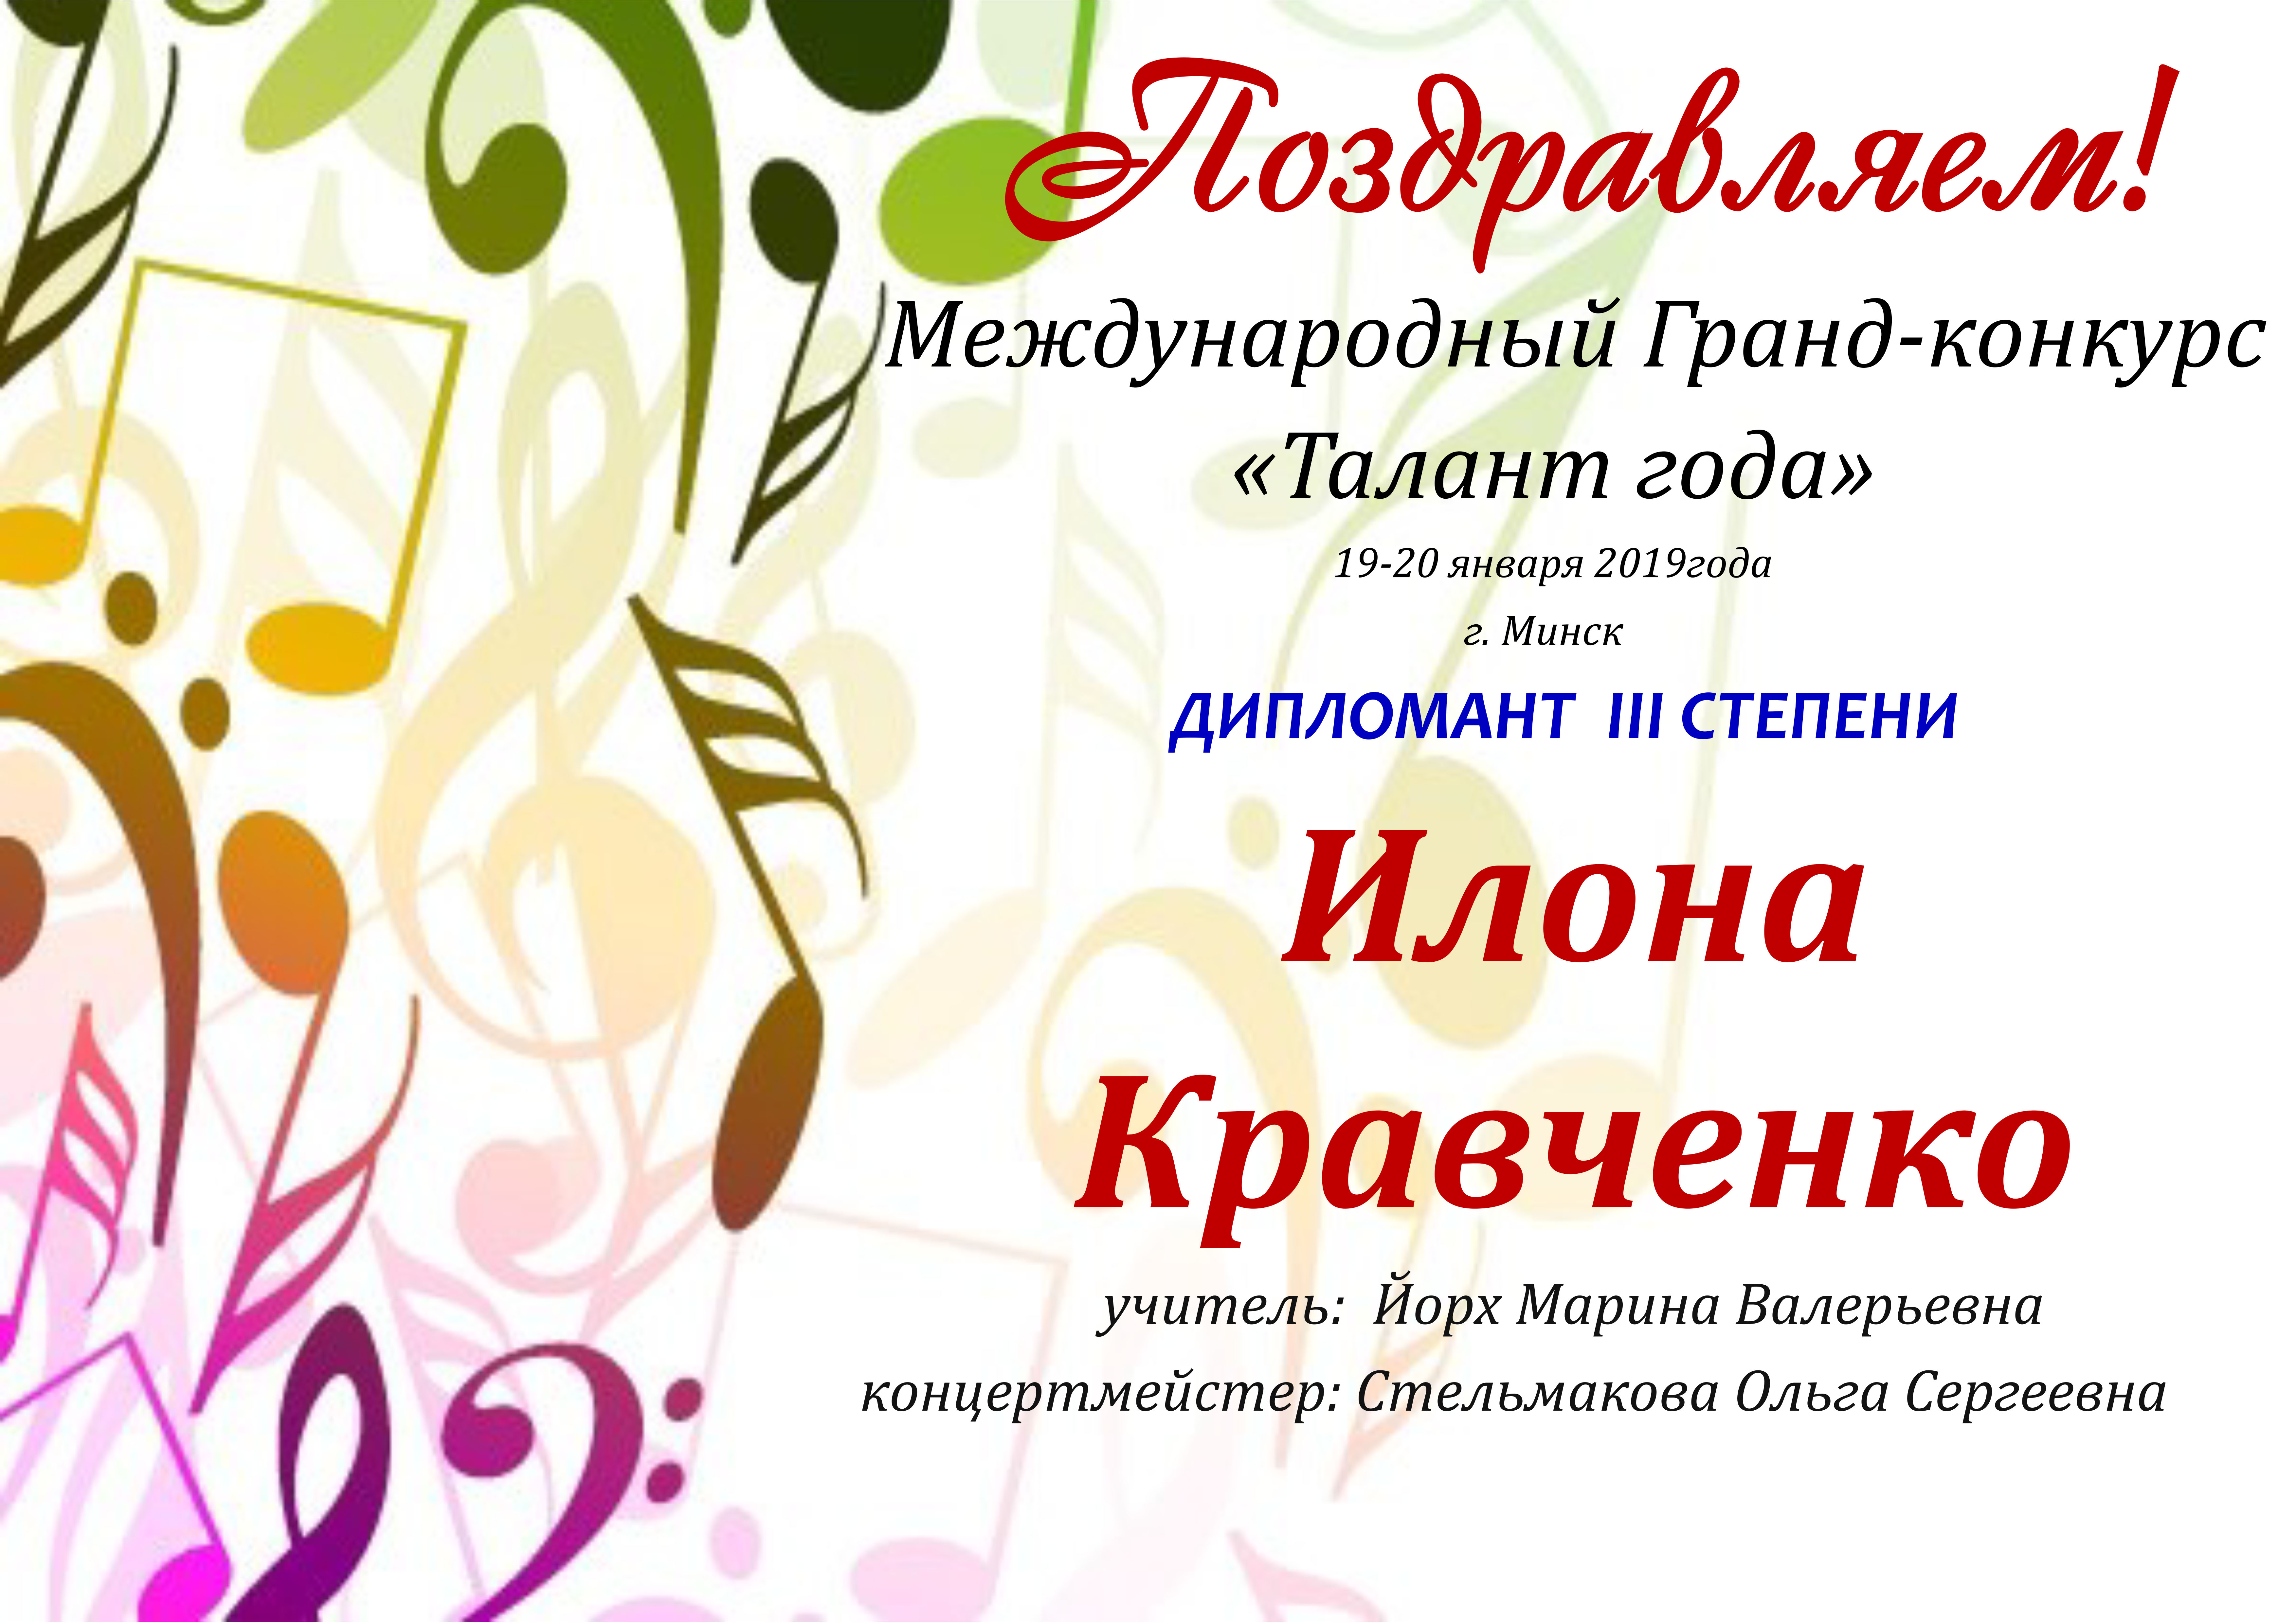 Поздравляем!
Международный Гранд-конкурс
«Талант года»
19-20 января 2019года
г. Минск
ДИПЛОМАНТ III СТЕПЕНИ
Илона
Кравченко
учитель: Йорх Марина Валерьевна
концертмейстер: Стельмакова Ольга Сергеевна